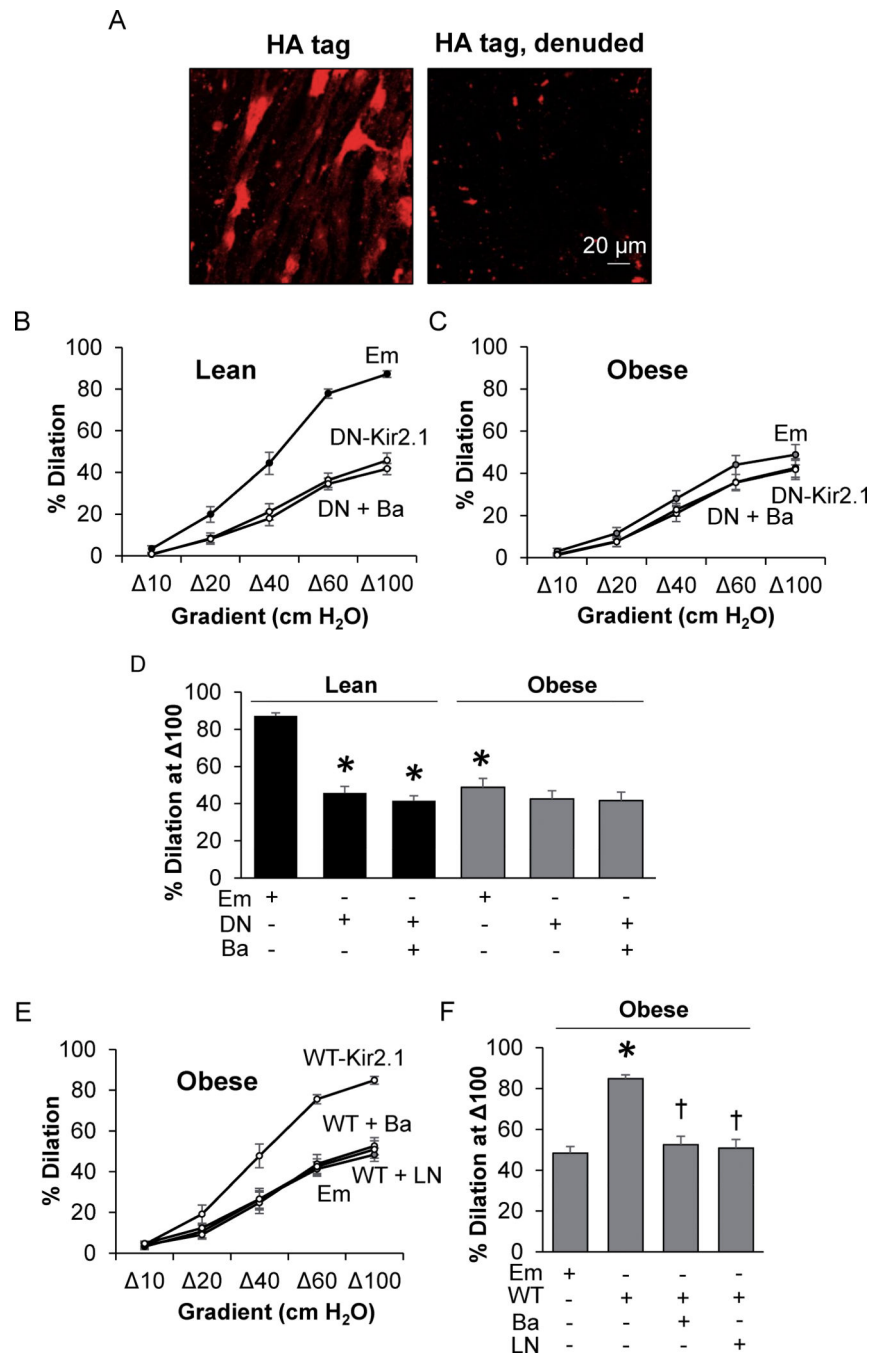 A
HA tag
HA tag, denuded
20 µm
B
C
100
80
60
40
20
0
% Dilation
Lean
Em
DN-Kir2.1
DN + Ba
Δ10 Δ20 Δ40 Δ60 Δ100
Gradient (cm H₂O)
100
80
60
40
20
0
% Dilation
Obese
Em
DN-Kir2.1
DN + Ba
Δ10 Δ20 Δ40 Δ60 Δ100
Gradient (cm H₂O)
D
Lean
Obese
100
80
60
40
20
0
% Dilation at Δ100
* * *
Em + - - + - -
DN - + + - + +
Ba - - + - - +
E
100
80
60
40
20
0
% Dilation
Obese
WT-Kir2.1
WT + Ba
WT + LN
Em
Δ10 Δ20 Δ40 Δ60 Δ100
Gradient (cm H₂O)
F
Obese
100
80
60
40
20
0
% Dilation at Δ100
* † †
Em + - - -
WT - + + +
Ba - - + -
LN - - - +